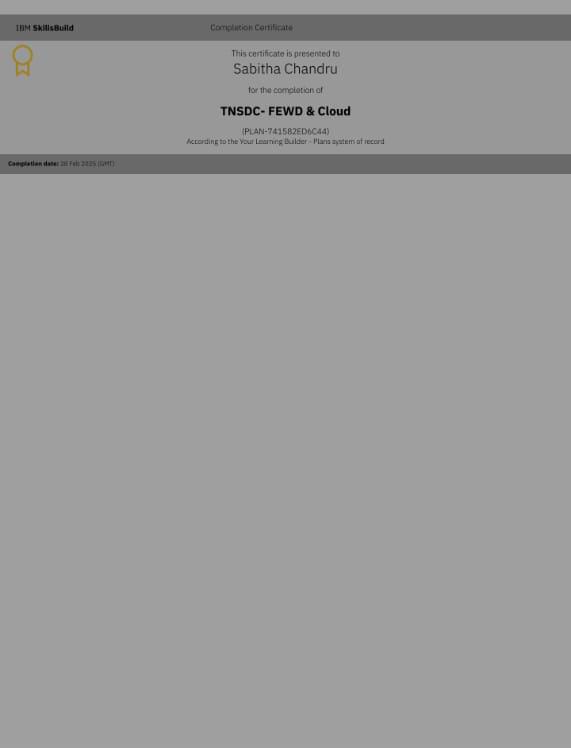 IBM SkillsBuild
Completion Certificate
This certificate is presented to
Sabitha Chandru
for the completion of
TNSDC- FEWD & Cloud
(PLAN-741582ED6C44)
According to the Your Learning Builder - Plans system of record
Completion date: 28 Feb 2025 (GMT)